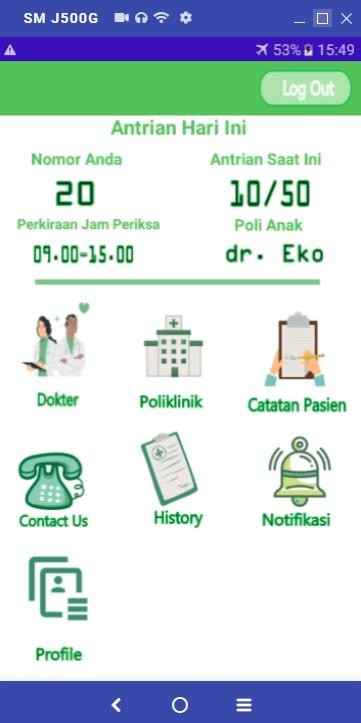 SM J500G
53% 15:49
Log Out
Antrian Hari Ini
Nomor Anda Antrian Saat Ini
20 10/50
Perkiraan Jam Periksa Poli Anak
09.00-15.00 dr. Eko
Dokter Poliklinik Catatan Pasien
Contact Us History Notifikasi
Profile